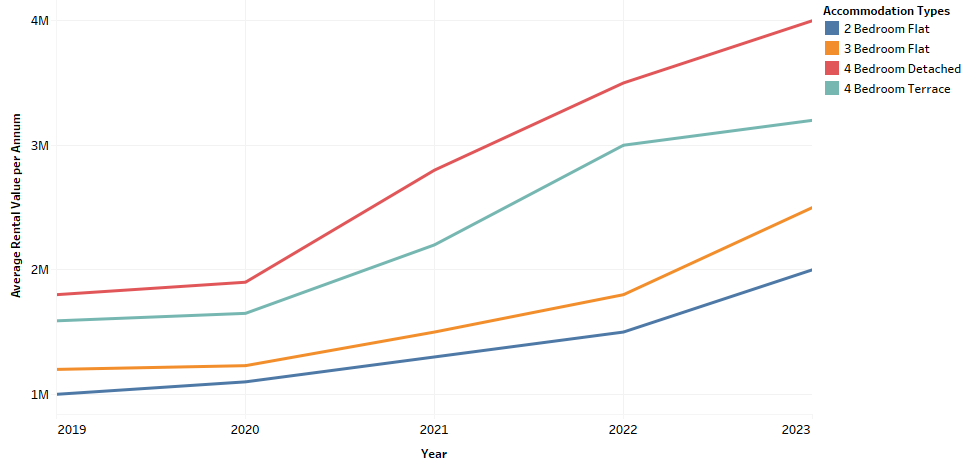 Accommodation Types
2 Bedroom Flat
3 Bedroom Flat
4 Bedroom Detached
4 Bedroom Terrace
Average Rental Value per Annum
4M
3M
2M
1M
2019 2020 2021 2022 2023
Year